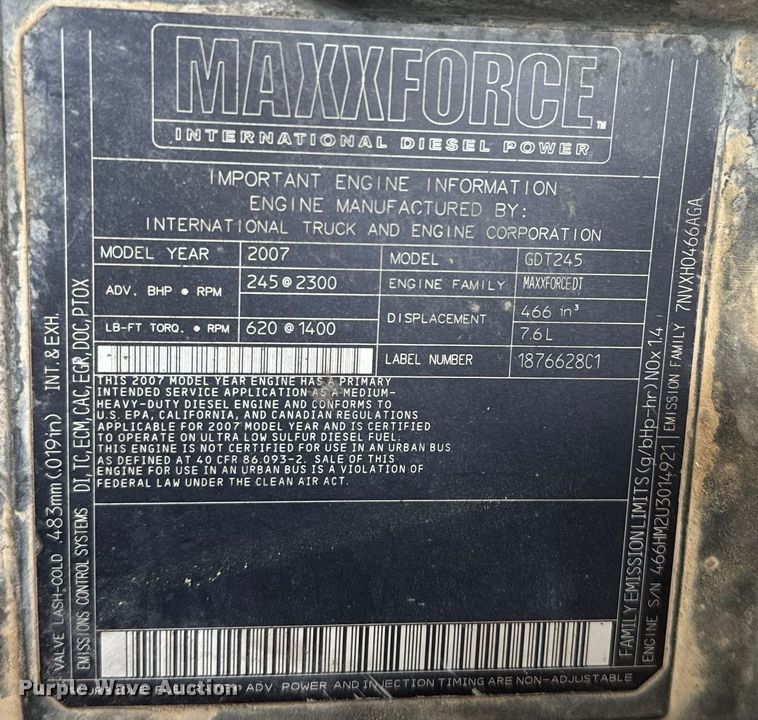 MAXXFORCE™
INTERNATIONAL DIESEL POWER
IMPORTANT ENGINE INFORMATION
ENGINE MANUFACTURED BY:
INTERNATIONAL TRUCK AND ENGINE CORPORATION
MODEL YEAR 2007 MODEL GDT245
ADV. BHP • RPM 245@2300 ENGINE FAMILY MAXXFORCEDT
LB-FT TORQ. • RPM 620@1400 DISPLACEMENT 466 in³ 7.6L
LABEL NUMBER 1876628C1
THIS 2007 MODEL YEAR ENGINE HAS A PRIMARY
INTENDED SERVICE APPLICATION AS A MEDIUM-
HEAVY-DUTY DIESEL ENGINE AND CONFORMS TO
U.S. EPA, CALIFORNIA, AND CANADIAN REGULATIONS
APPLICABLE FOR 2007 MODEL YEAR AND IS CERTIFIED
TO OPERATE ON ULTRA LOW SULFUR DIESEL FUEL.
THIS ENGINE IS NOT CERTIFIED FOR USE IN AN URBAN BUS
AS DEFINED AT 40 CFR 86.093-2. SALE OF THIS
ENGINE FOR USE IN AN URBAN BUS IS A VIOLATION OF
FEDERAL LAW UNDER THE CLEAN AIR ACT.
VALVE LASH-COLD .483mm(.019in) INT.& EXH.
EMISSIONS CONTROL SYSTEMS DI,TC,ECM,CAC,EGR,DOC,PTOX
FAMILY EMISSION LIMITS (g/bHp-hr) NOx 1.4
ENGINE S/N 466HM2U3014921 EMISSION FAMILY 7NVXH0466AGA
ADV. POWER AND INJECTION TIMING ARE NON-ADJUSTABLE
Purple Wave Auction